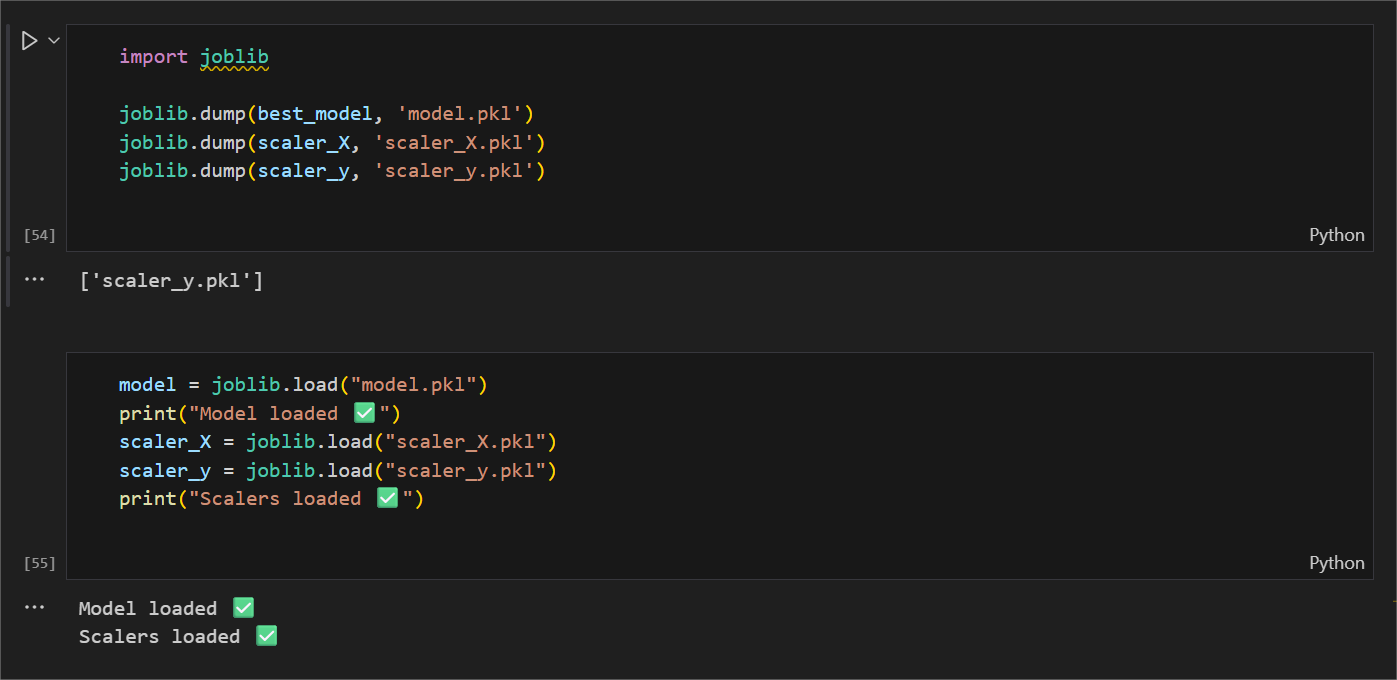 import joblib
joblib.dump(best_model, 'model.pkl')
joblib.dump(scaler_X, 'scaler_X.pkl')
joblib.dump(scaler_y, 'scaler_y.pkl')
[54]
Python
['scaler_y.pkl']
model = joblib.load("model.pkl")
print("Model loaded ✅")
scaler_X = joblib.load("scaler_X.pkl")
scaler_y = joblib.load("scaler_y.pkl")
print("Scalers loaded ✅")
[55]
Python
Model loaded ✅
Scalers loaded ✅